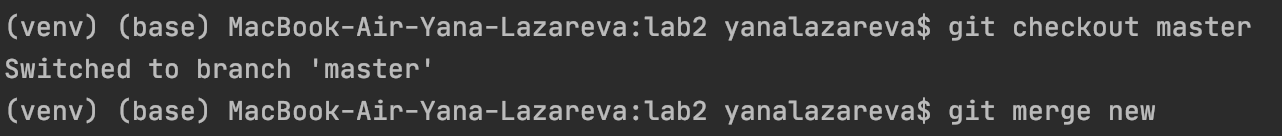 (venv) (base) MacBook-Air-Yana-Lazareva:lab2 yanalazareva$ git checkout master
Switched to branch 'master'
(venv) (base) MacBook-Air-Yana-Lazareva:lab2 yanalazareva$ git merge new